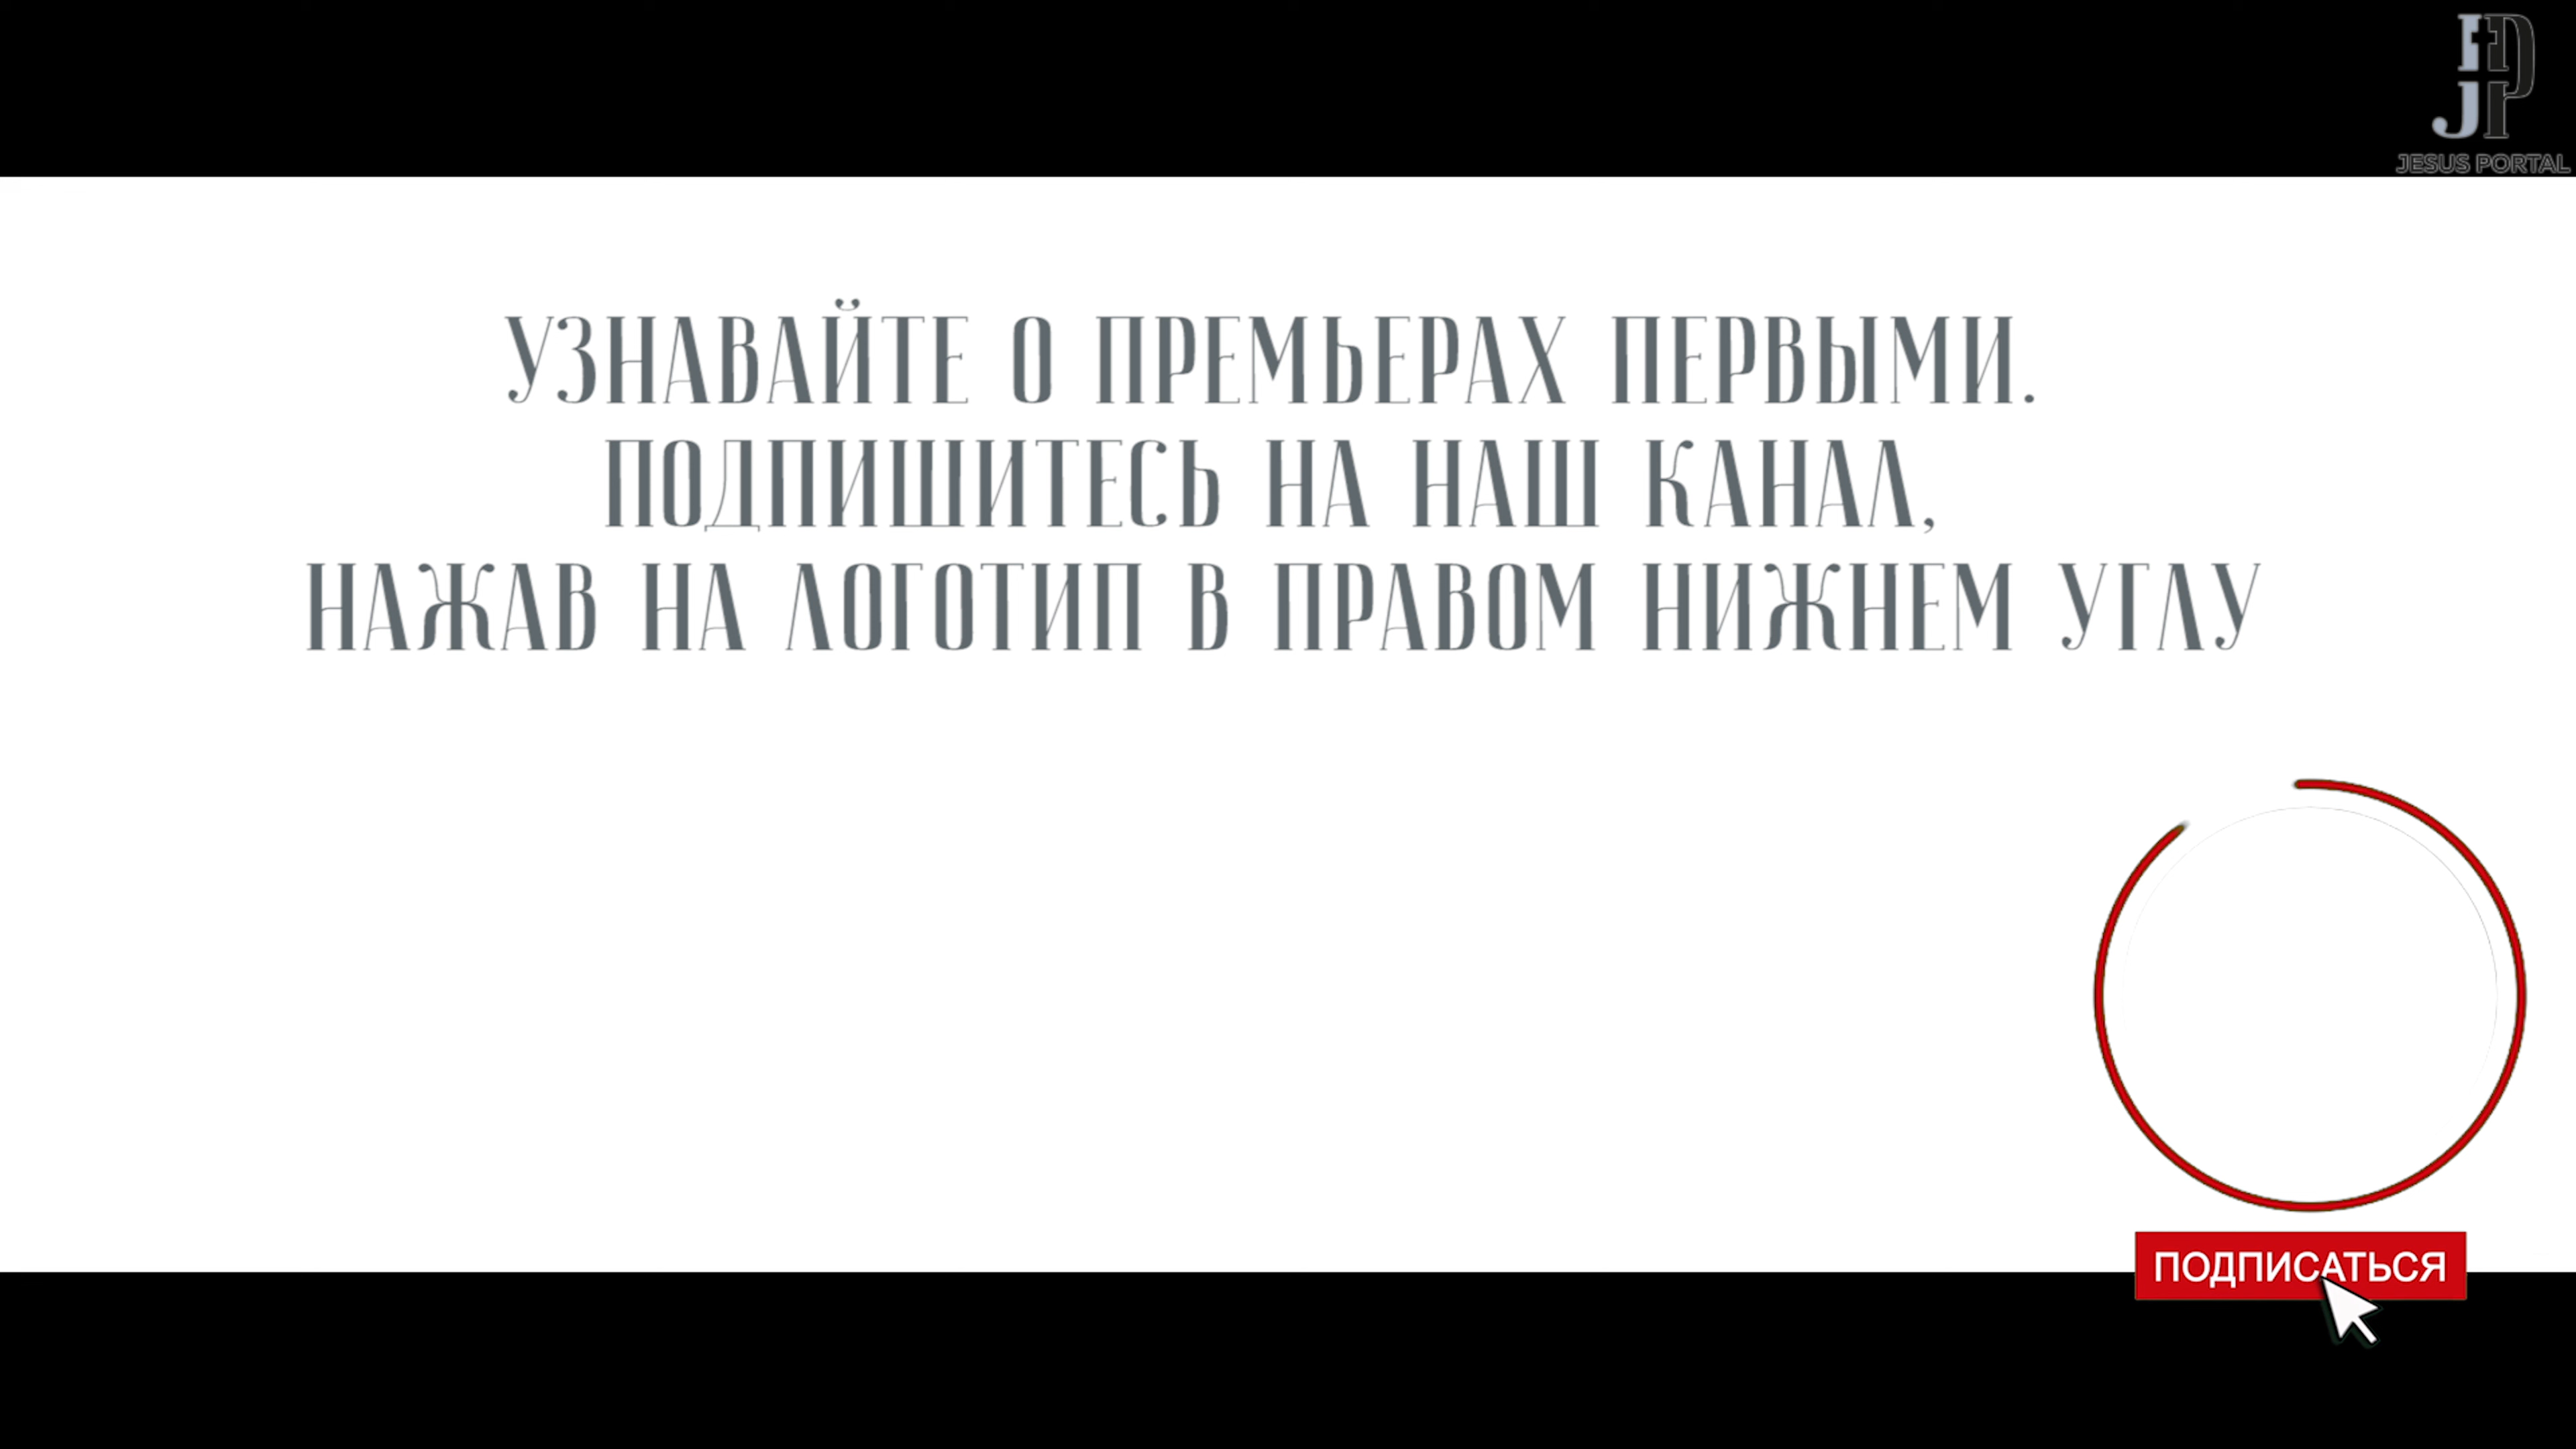 JESUS PORTAL
УЗНАВАЙТЕ О ПРЕМЬЕРАХ ПЕРВЫМИ.
ПОДПИШИТЕСЬ НА НАШ КАНАЛ,
НАЖАВ НА ЛОГОТИП В ПРАВОМ НИЖНЕМ УГЛУ
ПОДПИСАТЬСЯ